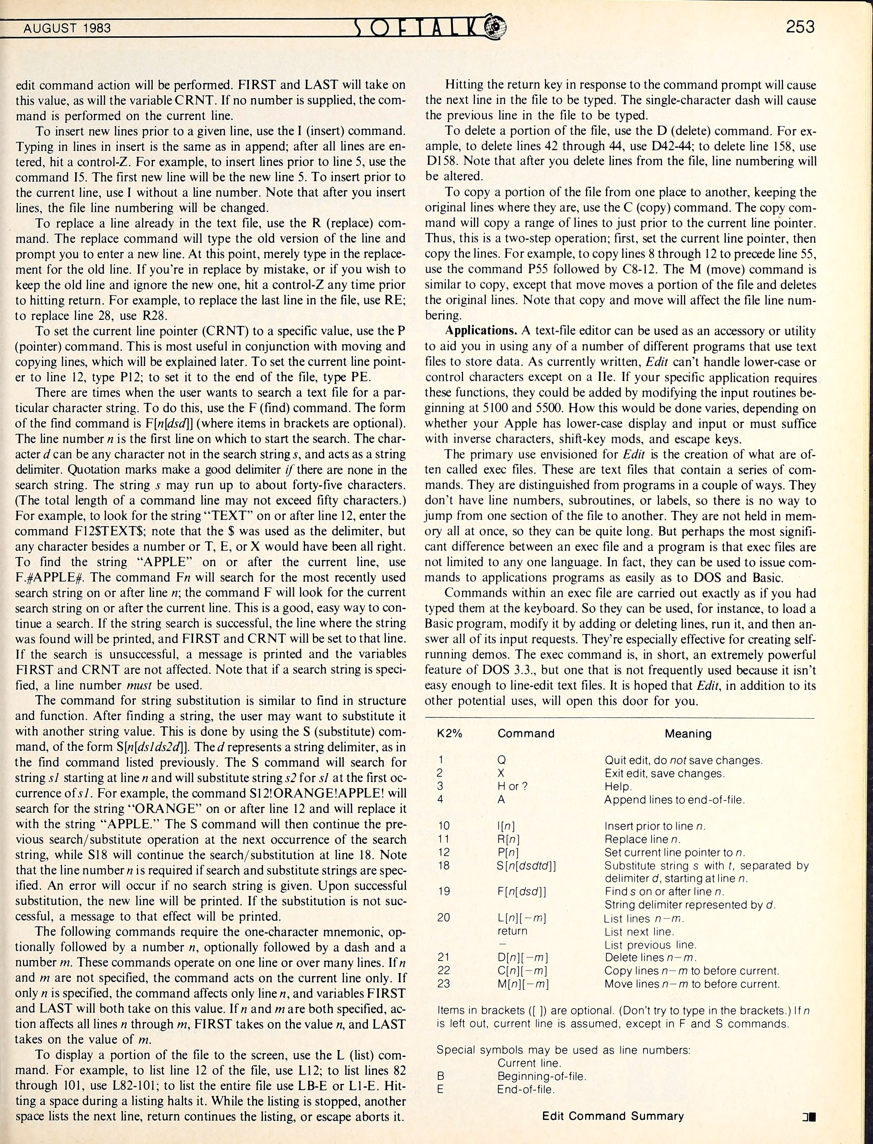 AUGUST 1983
SOFTALK
253
edit command action will be performed. FIRST and LAST will take on
this value, as will the variable CRNT. If no number is supplied, the com-
mand is performed on the current line.
To insert new lines prior to a given line, use the I (insert) command.
Typing in lines in insert is the same as in append; after all lines are en-
tered, hit a control-Z. For example, to insert lines prior to line 5, use the
command I5. The first new line will be the new line 5. To insert prior to
the current line, use I without a line number. Note that after you insert
lines, the file line numbering will be changed.
To replace a line already in the text file, use the R (replace) com-
mand. The replace command will type the old version of the line and
prompt you to enter a new line. At this point, merely type in the replace-
ment for the old line. If you're in replace by mistake, or if you wish to
keep the old line and ignore the new one, hit a control-Z any time prior
to hitting return. For example, to replace the last line in the file, use RE;
to replace line 28, use R28.
To set the current line pointer (CRNT) to a specific value, use the P
(pointer) command. This is most useful in conjunction with moving and
copying lines, which will be explained later. To set the current line point-
er to line 12, type P12; to set it to the end of the file, type PE.
There are times when the user wants to search a text file for a par-
ticular character string. To do this, use the F (find) command. The form
of the find command is F[n[dsd]] (where items in brackets are optional).
The line number n is the first line on which to start the search. The char-
acter d can be any character not in the search string s, and acts as a string
delimiter. Quotation marks make a good delimiter if there are none in the
search string. The string s may run up to about forty-five characters.
(The total length of a command line may not exceed fifty characters.)
For example, to look for the string "TEXT" on or after line 12, enter the
command F12$TEXT$; note that the $ was used as the delimiter, but
any character besides a number or T, E, or X would have been all right.
To find the string "APPLE" on or after the current line, use
F.#APPLE#. The command Fn will search for the most recently used
search string on or after line n; the command F will look for the current
search string on or after the current line. This is a good, easy way to con-
tinue a search. If the string search is successful, the line where the string
was found will be printed, and FIRST and CRNT will be set to that line.
If the search is unsuccessful, a message is printed and the variables
FIRST and CRNT are not affected. Note that if a search string is speci-
fied, a line number must be used.
The command for string substitution is similar to find in structure
and function. After finding a string, the user may want to substitute it
with another string value. This is done by using the S (substitute) com-
mand, of the form S[n[ds1ds2d]]. The d represents a string delimiter, as in
the find command listed previously. The S command will search for
string s1 starting at line n and will substitute string s2 for s1 at the first oc-
currence of s1. For example, the command S12!ORANGE!APPLE! will
search for the string "ORANGE" on or after line 12 and will replace it
with the string "APPLE." The S command will then continue the pre-
vious search/substitute operation at the next occurrence of the search
string, while S18 will continue the search/substitution at line 18. Note
that the line number n is required if search and substitute strings are spec-
ified. An error will occur if no search string is given. Upon successful
substitution, the new line will be printed. If the substitution is not suc-
cessful, a message to that effect will be printed.
The following commands require the one-character mnemonic, op-
tionally followed by a number n, optionally followed by a dash and a
number m. These commands operate on one line or over many lines. If n
and m are not specified, the command acts on the current line only. If
only n is specified, the command affects only line n, and variables FIRST
and LAST will both take on this value. If n and m are both specified, ac-
tion affects all lines n through m, FIRST takes on the value n, and LAST
takes on the value of m.
To display a portion of the file to the screen, use the L (list) com-
mand. For example, to list line 12 of the file, use L12; to list lines 82
through 101, use L82-101; to list the entire file use LB-E or L1-E. Hit-
ting a space during a listing halts it. While the listing is stopped, another
space lists the next line, return continues the listing, or escape aborts it.
Hitting the return key in response to the command prompt will cause
the next line in the file to be typed. The single-character dash will cause
the previous line in the file to be typed.
To delete a portion of the file, use the D (delete) command. For ex-
ample, to delete lines 42 through 44, use D42-44; to delete line 158, use
D158. Note that after you delete lines from the file, line numbering will
be altered.
To copy a portion of the file from one place to another, keeping the
original lines where they are, use the C (copy) command. The copy com-
mand will copy a range of lines to just prior to the current line pointer.
Thus, this is a two-step operation; first, set the current line pointer, then
copy the lines. For example, to copy lines 8 through 12 to precede line 55,
use the command P55 followed by C8-12. The M (move) command is
similar to copy, except that move moves a portion of the file and deletes
the original lines. Note that copy and move will affect the file line num-
bering.
Applications. A text-file editor can be used as an accessory or utility
to aid you in using any of a number of different programs that use text
files to store data. As currently written, Edit can't handle lower-case or
control characters except on a IIe. If your specific application requires
these functions, they could be added by modifying the input routines be-
ginning at 5100 and 5500. How this would be done varies, depending on
whether your Apple has lower-case display and input or must suffice
with inverse characters, shift-key mods, and escape keys.
The primary use envisioned for Edit is the creation of what are of-
ten called exec files. These are text files that contain a series of com-
mands. They are distinguished from programs in a couple of ways. They
don't have line numbers, subroutines, or labels, so there is no way to
jump from one section of the file to another. They are not held in mem-
ory all at once, so they can be quite long. But perhaps the most signifi-
cant difference between an exec file and a program is that exec files are
not limited to any one language. In fact, they can be used to issue com-
mands to applications programs as easily as to DOS and Basic.
Commands within an exec file are carried out exactly as if you had
typed them at the keyboard. So they can be used, for instance, to load a
Basic program, modify it by adding or deleting lines, run it, and then an-
swer all of its input requests. They're especially effective for creating self-
running demos. The exec command is, in short, an extremely powerful
feature of DOS 3.3., but one that is not frequently used because it isn't
easy enough to line-edit text files. It is hoped that Edit, in addition to its
other potential uses, will open this door for you.
K2% Command Meaning
1 Q Quit edit, do not save changes.
2 X Exit edit, save changes.
3 H or ? Help.
4 A Append lines to end-of-file.
10 I[n] Insert prior to line n.
11 R[n] Replace line n.
12 P[n] Set current line pointer to n.
18 S[n[dsdtd]] Substitute string s with t, separated by
delimiter d, starting at line n.
19 F[n[dsd]] Find s on or after line n.
String delimiter represented by d.
20 L[n][−m] List lines n−m.
return List next line.
− List previous line.
21 D[n][−m] Delete lines n−m.
22 C[n][−m] Copy lines n−m to before current.
23 M[n][−m] Move lines n−m to before current.
Items in brackets ([ ]) are optional. (Don't try to type in the brackets.) If n
is left out, current line is assumed, except in F and S commands.
Special symbols may be used as line numbers:
Current line.
B Beginning-of-file.
E End-of-file.
Edit Command Summary